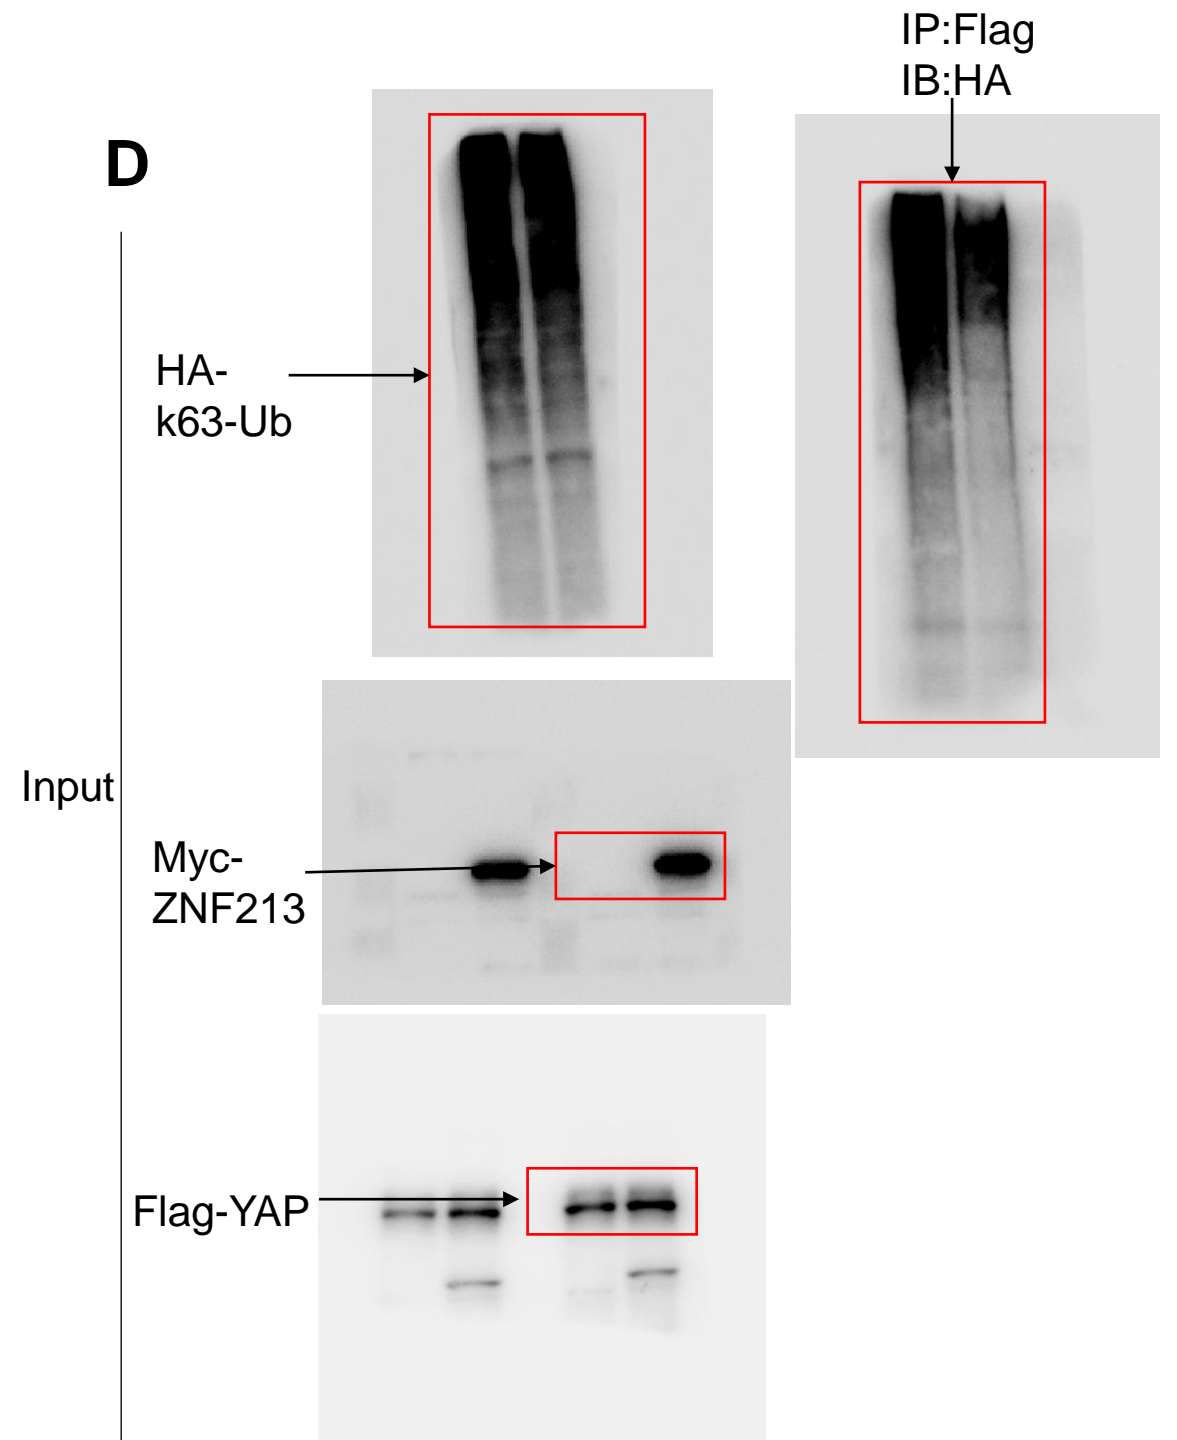 IP:Flag
IB:HA
D
HA-
k63-Ub
Input
Myc-
ZNF213
Flag-YAP